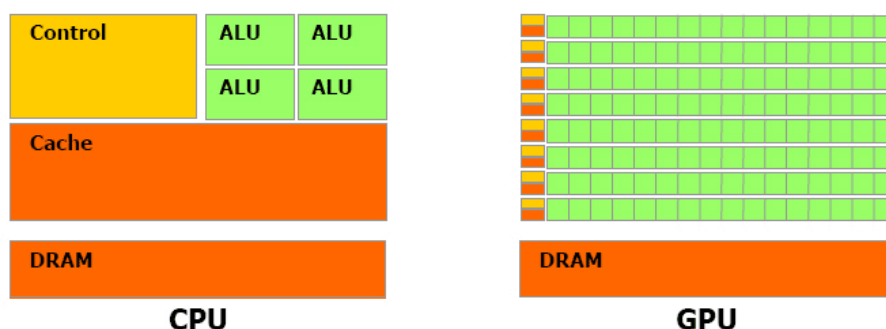 Control
ALU ALU
ALU ALU
Cache
DRAM
DRAM
CPU
GPU